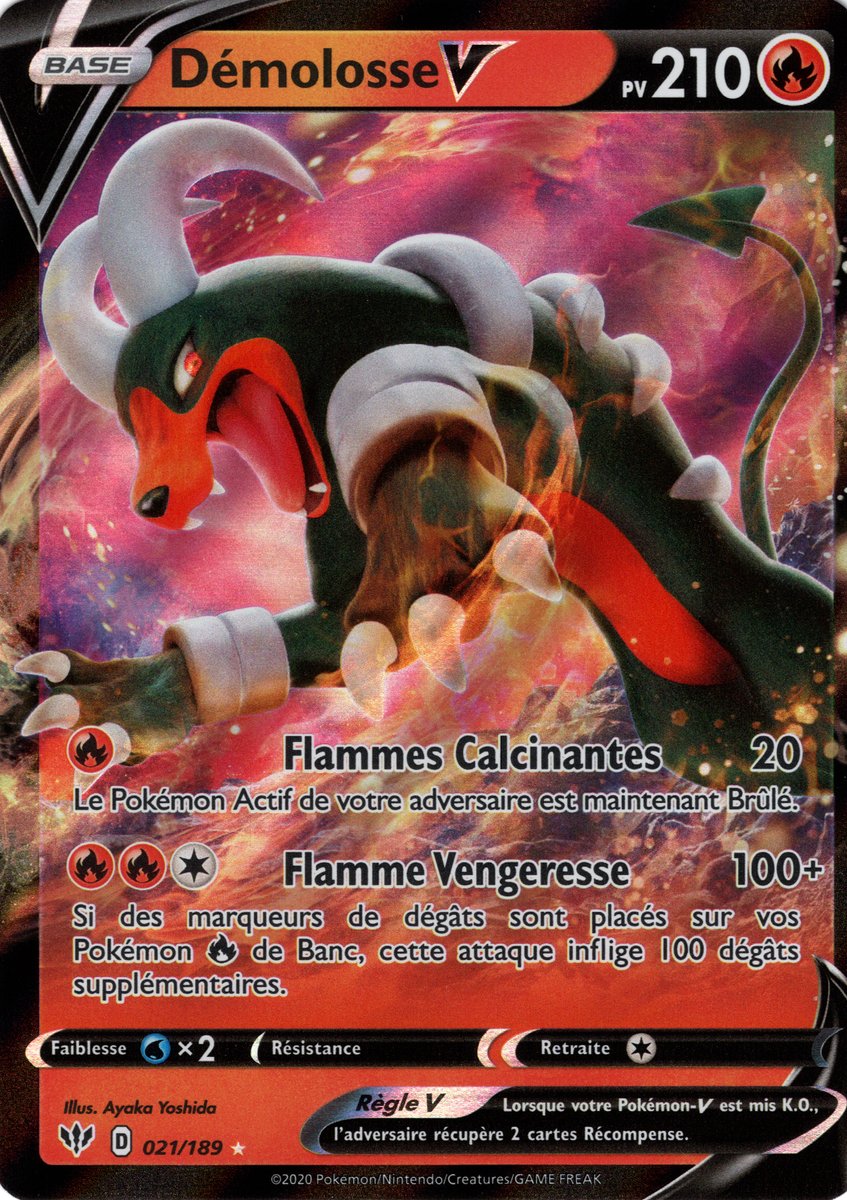 BASE
Démolosse V
PV 210
Flammes Calcinantes 20
Le Pokémon Actif de votre adversaire est maintenant Brûlé.
Flamme Vengeresse 100+
Si des marqueurs de dégâts sont placés sur vos
Pokémon de Banc, cette attaque inflige 100 dégâts
supplémentaires.
Faiblesse ×2 Résistance Retraite
Illus. Ayaka Yoshida
Règle V Lorsque votre Pokémon-V est mis K.O.,
l'adversaire récupère 2 cartes Récompense.
D 021/189
©2020 Pokemon/Nintendo/Creatures/GAME FREAK